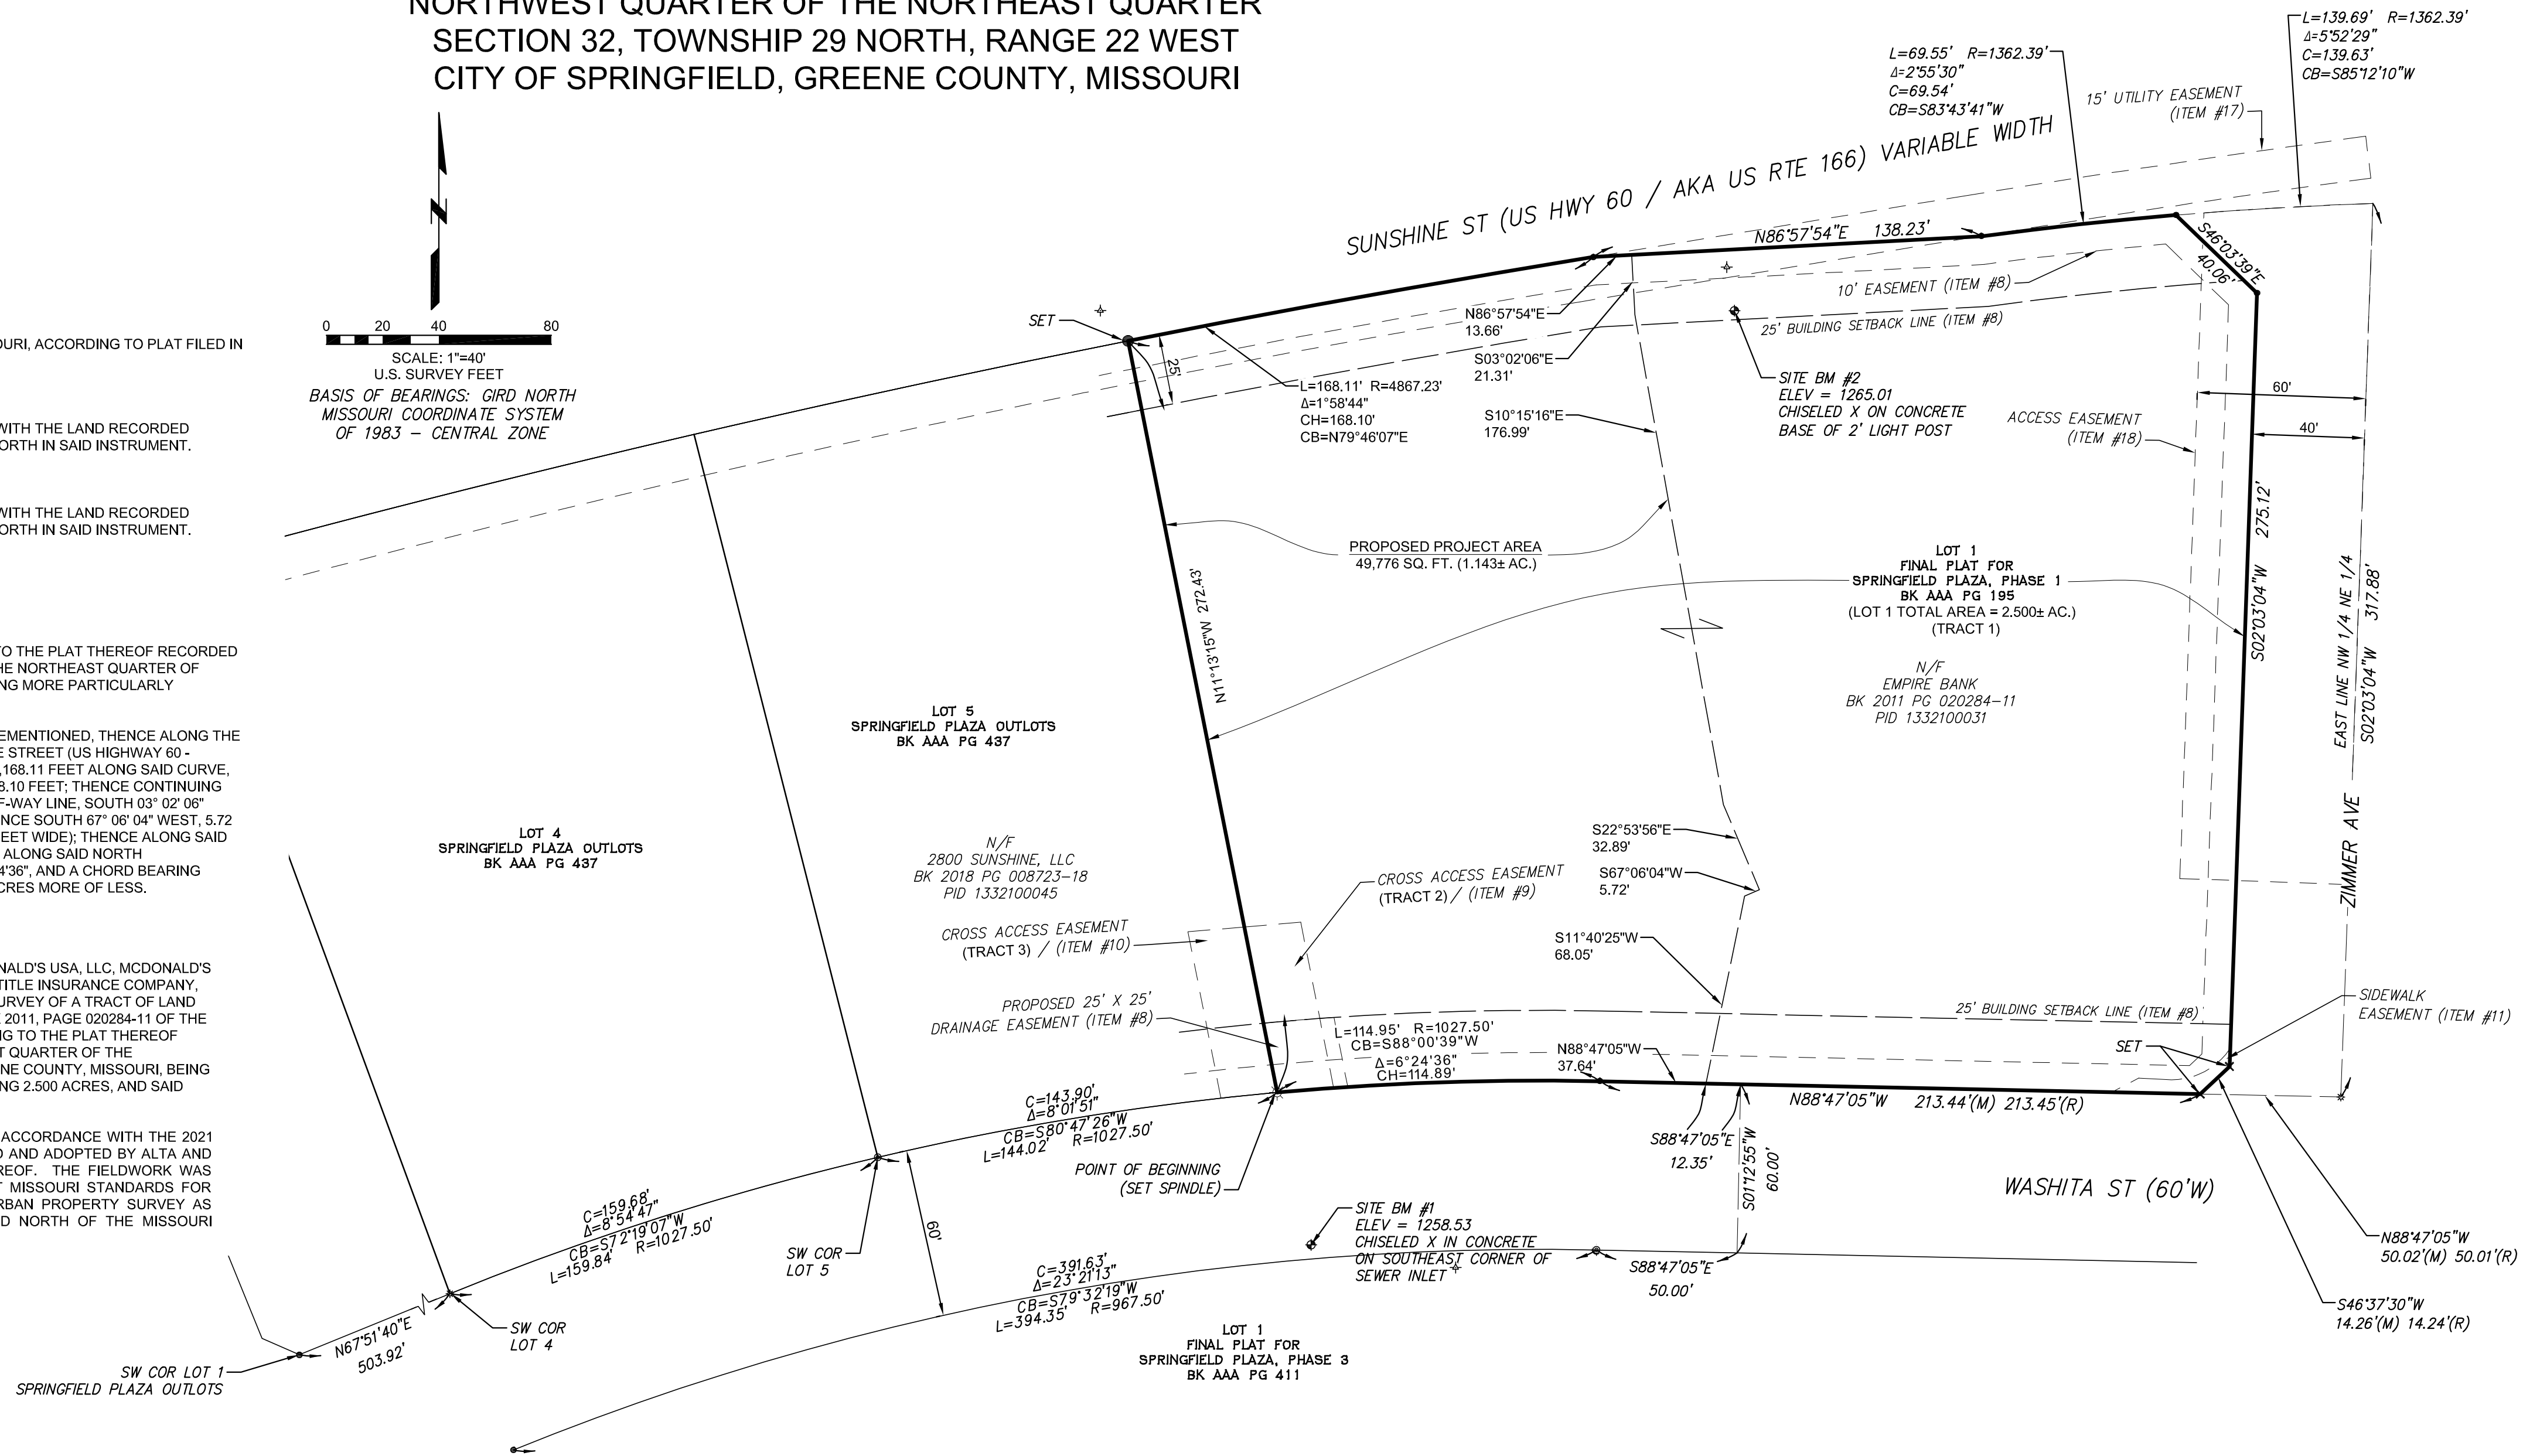 NORTHWEST QUARTER OF THE NORTHEAST QUARTER
SECTION 32, TOWNSHIP 29 NORTH, RANGE 22 WEST
CITY OF SPRINGFIELD, GREENE COUNTY, MISSOURI
N
0 20 40 80
SCALE: 1"=40'
U.S. SURVEY FEET
BASIS OF BEARINGS: GIRD NORTH
MISSOURI COORDINATE SYSTEM
OF 1983 – CENTRAL ZONE
OURI, ACCORDING TO PLAT FILED IN
WITH THE LAND RECORDED
ORTH IN SAID INSTRUMENT.
WITH THE LAND RECORDED
ORTH IN SAID INSTRUMENT.
TO THE PLAT THEREOF RECORDED
HE NORTHEAST QUARTER OF
NG MORE PARTICULARLY
EMENTIONED, THENCE ALONG THE
E STREET (US HIGHWAY 60 -
,168.11 FEET ALONG SAID CURVE,
8.10 FEET; THENCE CONTINUING
F-WAY LINE, SOUTH 03° 02' 06"
NCE SOUTH 67° 06' 04" WEST, 5.72
EET WIDE); THENCE ALONG SAID
ALONG SAID NORTH
4'36", AND A CHORD BEARING
CRES MORE OF LESS.
NALD'S USA, LLC, MCDONALD'S
TITLE INSURANCE COMPANY,
URVEY OF A TRACT OF LAND
2011, PAGE 020284-11 OF THE
NG TO THE PLAT THEREOF
T QUARTER OF THE
NE COUNTY, MISSOURI, BEING
NG 2.500 ACRES, AND SAID
ACCORDANCE WITH THE 2021
D AND ADOPTED BY ALTA AND
REOF. THE FIELDWORK WAS
T MISSOURI STANDARDS FOR
RBAN PROPERTY SURVEY AS
D NORTH OF THE MISSOURI
L=139.69' R=1362.39'
Δ=5°52'29"
C=139.63'
CB=S85°12'10"W
L=69.55' R=1362.39'
Δ=2°55'30"
C=69.54'
CB=S83°43'41"W
15' UTILITY EASEMENT
(ITEM #17)
SUNSHINE ST (US HWY 60 / AKA US RTE 166) VARIABLE WIDTH
N86°57'54"E 138.23'
S46°03'39"E
40.06'
SET
25'
10' EASEMENT (ITEM #8)
25' BUILDING SETBACK LINE (ITEM #8)
N86°57'54"E
13.66'
S03°02'06"E
21.31'
L=168.11' R=4867.23'
Δ=1°58'44"
CH=168.10'
CB=N79°46'07"E
S10°15'16"E
176.99'
SITE BM #2
ELEV = 1265.01
CHISELED X ON CONCRETE
BASE OF 2' LIGHT POST
ACCESS EASEMENT
(ITEM #18)
60'
40'
S02°03'04"W 275.12'
EAST LINE NW 1/4 NE 1/4
S02°03'04"W 317.88'
ZIMMER AVE
PROPOSED PROJECT AREA
49,776 SQ. FT. (1.143± AC.)
N11°13'15"W 272.43'
LOT 1
FINAL PLAT FOR
SPRINGFIELD PLAZA, PHASE 1
BK AAA PG 195
(LOT 1 TOTAL AREA = 2.500± AC.)
(TRACT 1)
N/F
EMPIRE BANK
BK 2011 PG 020284-11
PID 1332100031
LOT 5
SPRINGFIELD PLAZA OUTLOTS
BK AAA PG 437
LOT 4
SPRINGFIELD PLAZA OUTLOTS
BK AAA PG 437
N/F
2800 SUNSHINE, LLC
BK 2018 PG 008723-18
PID 1332100045
CROSS ACCESS EASEMENT
(TRACT 3) / (ITEM #10)
PROPOSED 25' X 25'
DRAINAGE EASEMENT (ITEM #8)
CROSS ACCESS EASEMENT
(TRACT 2) / (ITEM #9)
S22°53'56"E
32.89'
S67°06'04"W
5.72'
S11°40'25"W
68.05'
25' BUILDING SETBACK LINE (ITEM #8)
SIDEWALK
EASEMENT (ITEM #11)
L=114.95' R=1027.50'
CB=S88°00'39"W
Δ=6°24'36"
CH=114.89'
N88°47'05"W
37.64'
SET
N88°47'05"W 213.44'(M) 213.45'(R)
S88°47'05"E
12.35'
S01°12'55"W
60.00'
WASHITA ST (60'W)
C=143.90'
Δ=8°01'51"
CB=S80°47'26"W
L=144.02' R=1027.50'
POINT OF BEGINNING
(SET SPINDLE)
C=159.68'
Δ=8°54'47"
CB=S72°19'07"W
L=159.84' R=1027.50'
SW COR
LOT 5
60'
SITE BM #1
ELEV = 1258.53
CHISELED X IN CONCRETE
ON SOUTHEAST CORNER OF
SEWER INLET
S88°47'05"E
50.00'
N88°47'05"W
50.02'(M) 50.01'(R)
S46°37'30"W
14.26'(M) 14.24'(R)
C=391.63'
Δ=23°21'13"
CB=S79°32'19"W
L=394.35' R=967.50'
SW COR
LOT 4
N67°51'40"E
503.92'
SW COR LOT 1
SPRINGFIELD PLAZA OUTLOTS
LOT 1
FINAL PLAT FOR
SPRINGFIELD PLAZA, PHASE 3
BK AAA PG 411